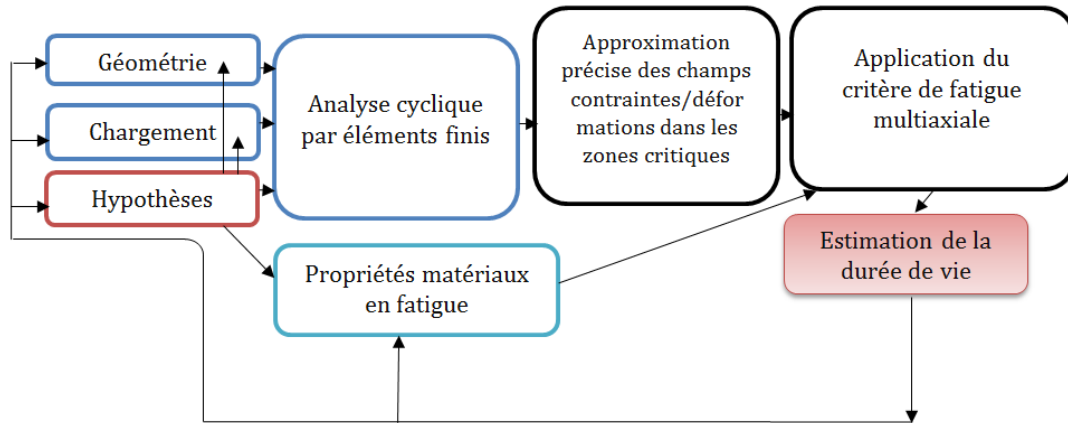 Géométrie
Chargement
Hypothèses
Analyse cyclique
par éléments finis
Approximation
précise des champs
contraintes/défor
mations dans les
zones critiques
Application du
critère de fatigue
multiaxiale
Propriétés matériaux
en fatigue
Estimation de la
durée de vie